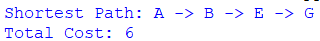 Shortest Path: A -> B -> E -> G
Total Cost: 6